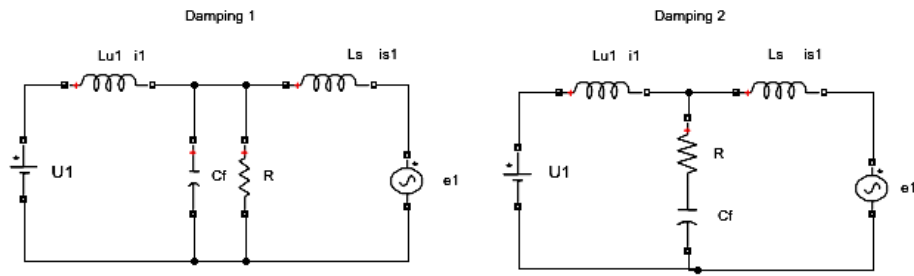 Damping 1
Lu1 i1
Ls is1
U1
Cf
R
e1
Damping 2
Lu1 i1
Ls is1
U1
R
Cf
e1